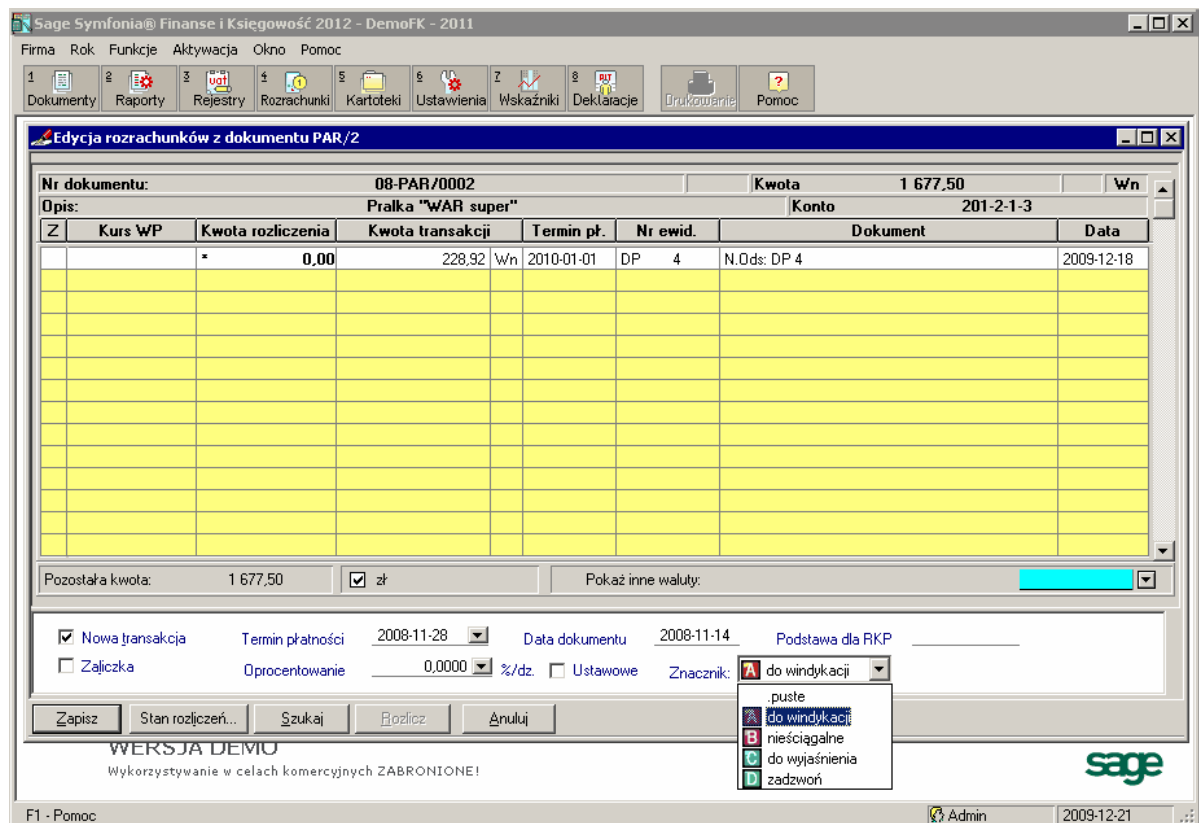 Sage Symfonia® Finanse i Księgowość 2012 - DemoFK - 2011
Firma Rok Funkcje Aktywacja Okno Pomoc
1 Dokumenty 2 Raporty 3 Rejestry 4 Rozrachunki 5 Kartoteki 6 Ustawienia 7 Wskaźniki 8 Deklaracje Drukowanie Pomoc
Edycja rozrachunków z dokumentu PAR/2
Nr dokumentu: 08-PAR/0002 Kwota 1 677,50 Wn
Opis: Pralka "WAR super" Konto 201-2-1-3
Z Kurs WP Kwota rozliczenia Kwota transakcji Termin pł. Nr ewid. Dokument Data
* 0,00 228,92 Wn 2010-01-01 DP 4 N.Ods: DP 4 2009-12-18
Pozostała kwota: 1 677,50 zł Pokaż inne waluty:
Nowa transakcja Termin płatności 2008-11-28 Data dokumentu 2008-11-14 Podstawa dla RKP
Zaliczka Oprocentowanie 0,0000 %/dz. Ustawowe Znacznik: A do windykacji
.puste
A do windykacji
B nieściągalne
C do wyjaśnienia
D zadzwoń
Zapisz Stan rozliczeń... Szukaj Rozlicz Anuluj
WERSJA DEMO
Wykorzystywanie w celach komercyjnych ZABRONIONE!
sage
F1 - Pomoc Admin 2009-12-21